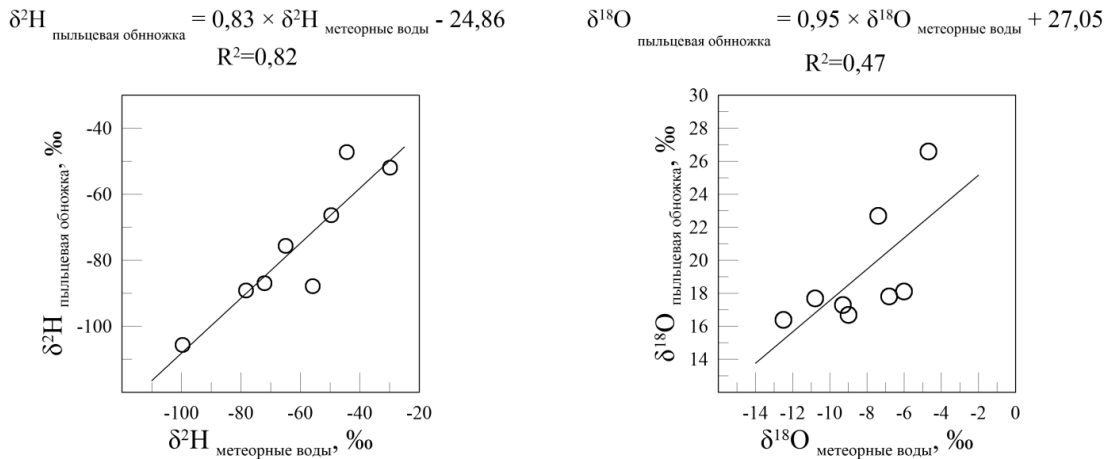 δ²H пыльцевая обнножка = 0,83 × δ²H метеорные воды - 24,86
R²=0,82
δ²H пыльцевая обножка, ‰
-40
-60
-80
-100
-100 -80 -60 -40 -20
δ²H метеорные воды, ‰
δ¹⁸O пыльцевая обнножка = 0,95 × δ¹⁸O метеорные воды + 27,05
R²=0,47
δ¹⁸O пыльцевая обножка, ‰
30
28
26
24
22
20
18
16
14
-14 -12 -10 -8 -6 -4 -2 0
δ¹⁸O метеорные воды, ‰